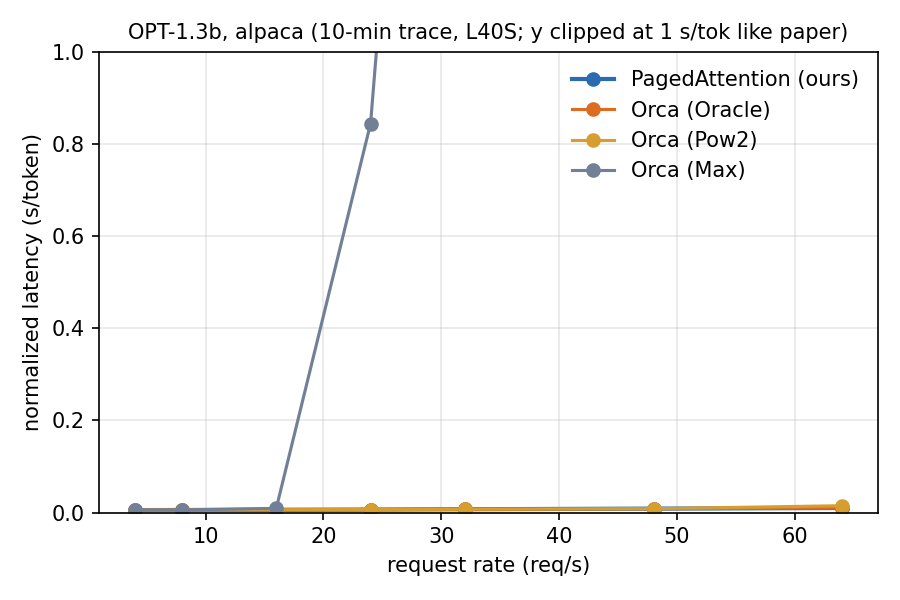 OPT-1.3b, alpaca (10-min trace, L40S; y clipped at 1 s/tok like paper)
normalized latency (s/token)
1.0
0.8
0.6
0.4
0.2
0.0
PagedAttention (ours)
Orca (Oracle)
Orca (Pow2)
Orca (Max)
10 20 30 40 50 60
request rate (req/s)